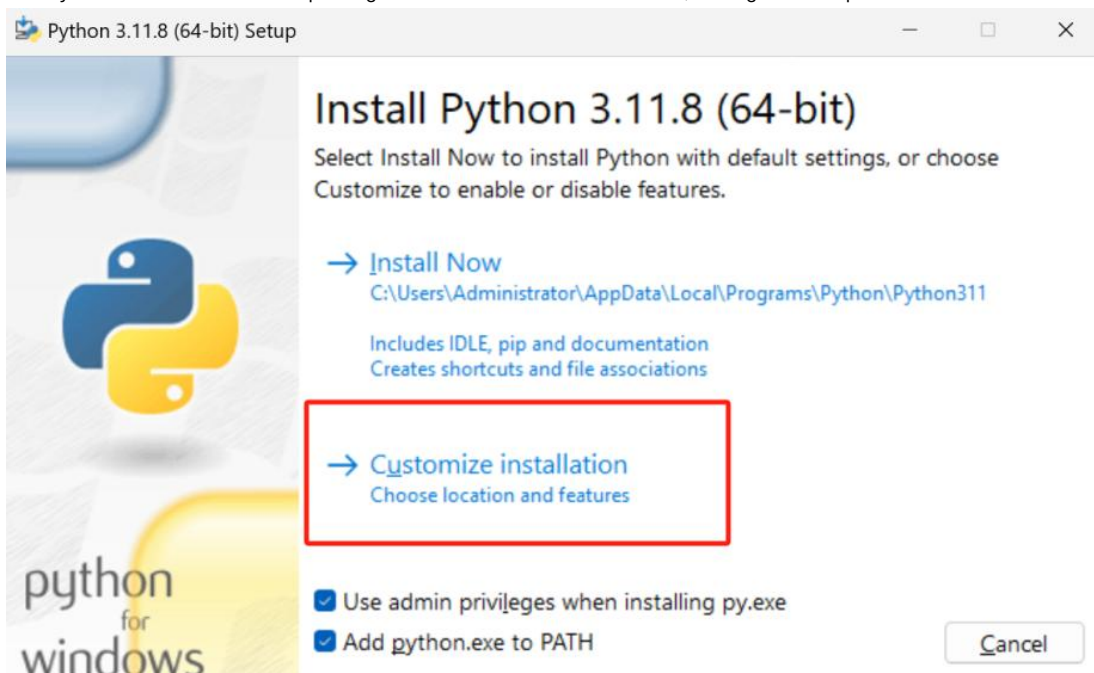 Python 3.11.8 (64-bit) Setup
Install Python 3.11.8 (64-bit)
Select Install Now to install Python with default settings, or choose
Customize to enable or disable features.
Install Now
C:\Users\Administrator\AppData\Local\Programs\Python\Python311
Includes IDLE, pip and documentation
Creates shortcuts and file associations
Customize installation
Choose location and features
python
for
windows
Use admin privileges when installing py.exe
Add python.exe to PATH
Cancel